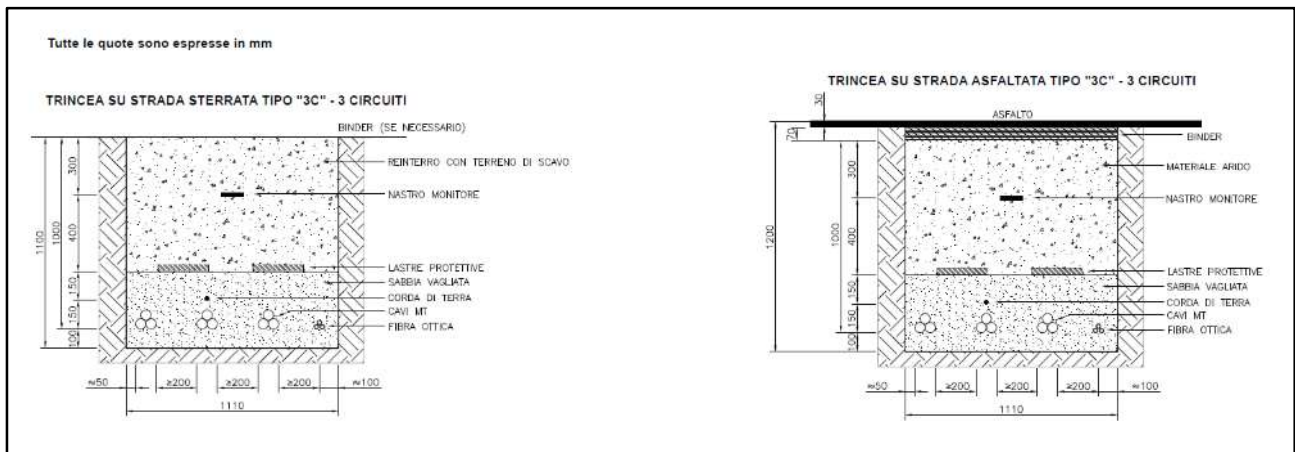 Tutte le quote sono espresse in mm
TRINCEA SU STRADA STERRATA TIPO "3C" - 3 CIRCUITI
BINDER (SE NECESSARIO)
REINTERRO CON TERRENO DI SCAVO
NASTRO MONITORE
LASTRE PROTETTIVE
SABBIA VAGLIATA
CORDA DI TERRA
CAVI MT
FIBRA OTTICA
1100
1000
300
400
150
150
100
≈50
≥200
≥200
≥200
≈100
1110
TRINCEA SU STRADA ASFALTATA TIPO "3C" - 3 CIRCUITI
30
ASFALTO
70
BINDER
MATERIALE ARIDO
NASTRO MONITORE
LASTRE PROTETTIVE
SABBIA VAGLIATA
CORDA DI TERRA
CAVI MT
FIBRA OTTICA
1200
1000
300
400
150
150
100
≈50
≥200
≥200
≥200
≈100
1110